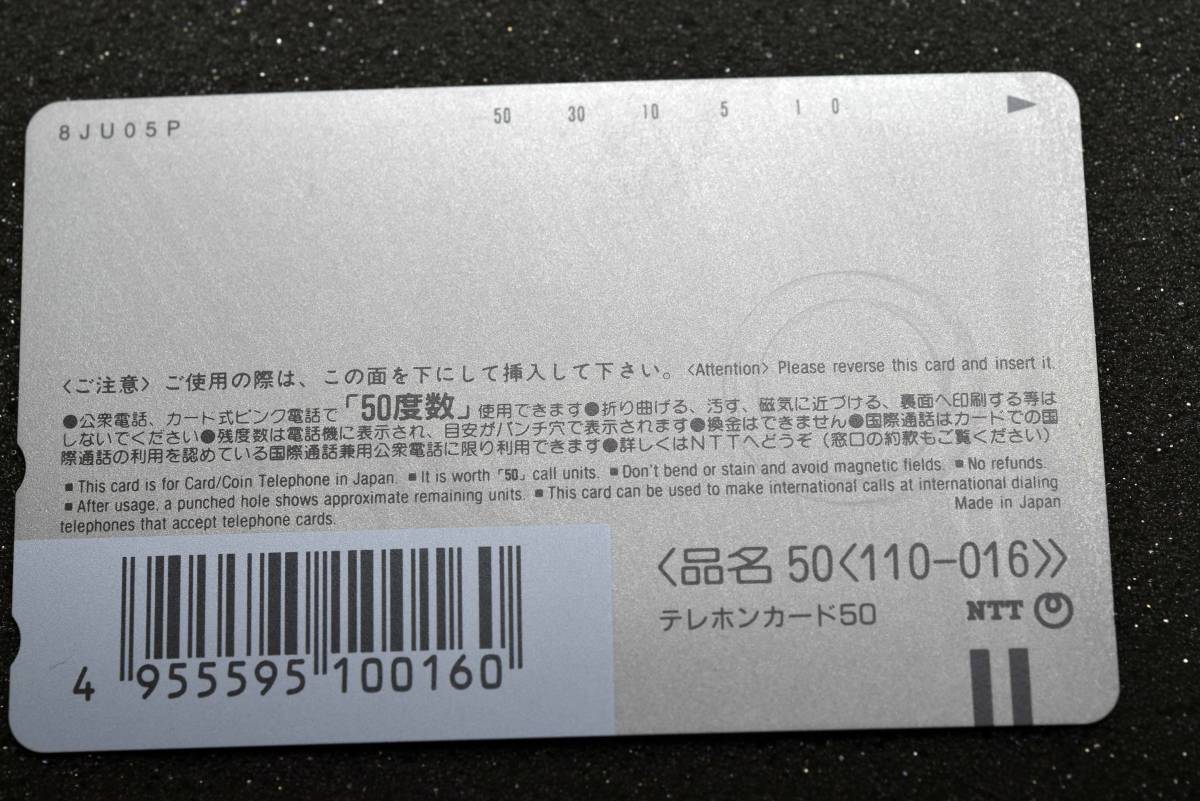 8JU05P
50 30 10 5 1 0
〈ご注意〉ご使用の際は、この面を下にして挿入して下さい。〈Attention〉 Please reverse this card and insert it.
●公衆電話、カード式ピンク電話で「50度数」使用できます●折り曲げる、汚す、磁気に近づける、裏面へ印刷する等は
しないでください●残度数は電話機に表示され、目安がパンチ穴で表示されます●換金はできません●国際通話はカードでの国
際通話の利用を認めている国際通話兼用公衆電話に限り利用できます●詳しくはNTTへどうぞ（窓口の約款もご覧ください）
■This card is for Card/Coin Telephone in Japan. ■It is worth「50」call units. ■Don't bend or stain and avoid magnetic fields. ■No refunds.
■After usage, a punched hole shows approximate remaining units. ■This card can be used to make international calls at international dialing
telephones that accept telephone cards.
Made in Japan
〈品名 50〈110-016〉〉
テレホンカード50
NTT
4 955595 100160